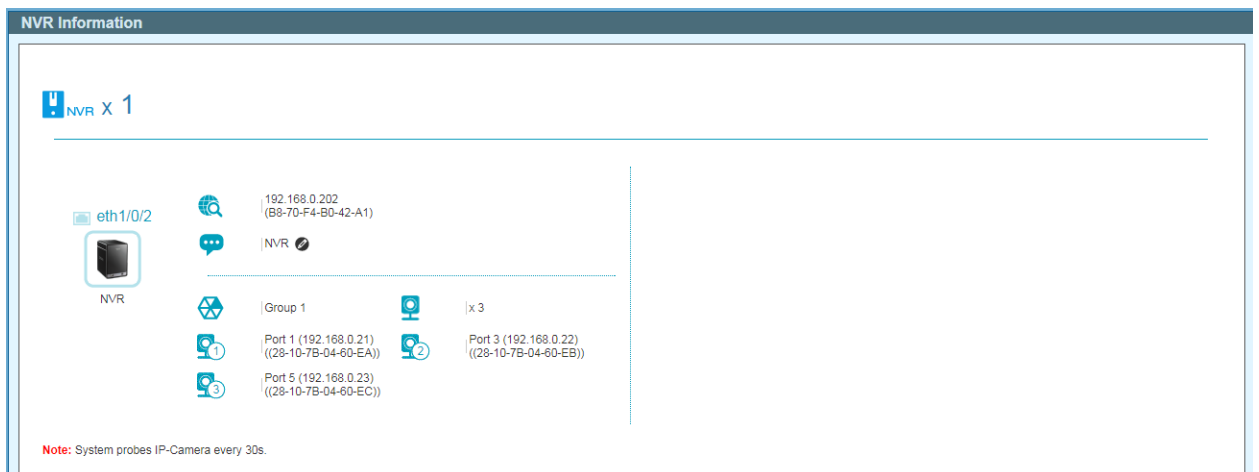 NVR Information
NVR x 1
eth1/0/2
NVR
192.168.0.202
(B8-70-F4-B0-42-A1)
NVR
Group 1
x 3
1
Port 1 (192.168.0.21)
((28-10-7B-04-60-EA))
2
Port 3 (192.168.0.22)
((28-10-7B-04-60-EB))
3
Port 5 (192.168.0.23)
((28-10-7B-04-60-EC))
Note: System probes IP-Camera every 30s.